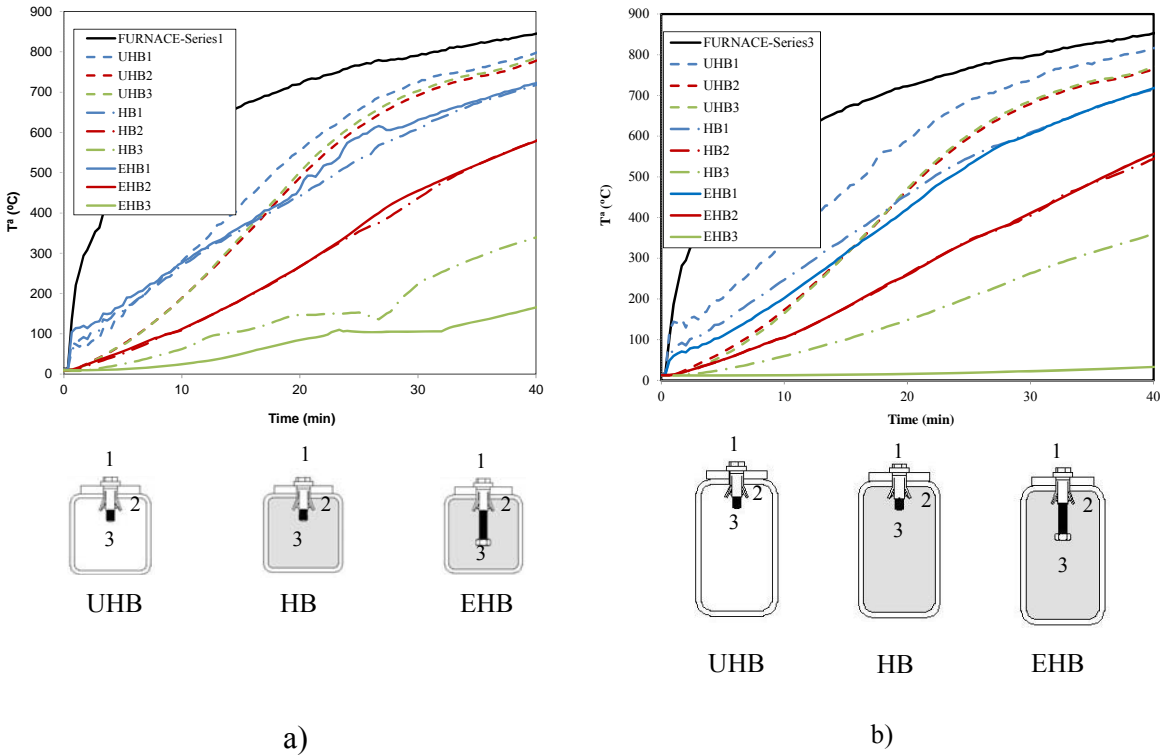 900
800
700
600
500
400
300
200
100
0
Tª (ºC)
FURNACE-Series1
UHB1
UHB2
UHB3
HB1
HB2
HB3
EHB1
EHB2
EHB3
0 10 20 30 40
Time (min)
1
2
3
UHB
1
2
3
HB
1
2
3
EHB
a)
900
800
700
600
500
400
300
200
100
0
Tª (ºC)
FURNACE-Series3
UHB1
UHB2
UHB3
HB1
HB2
HB3
EHB1
EHB2
EHB3
0 10 20 30 40
Time (min)
1
2
3
UHB
1
2
3
HB
1
2
3
EHB
b)